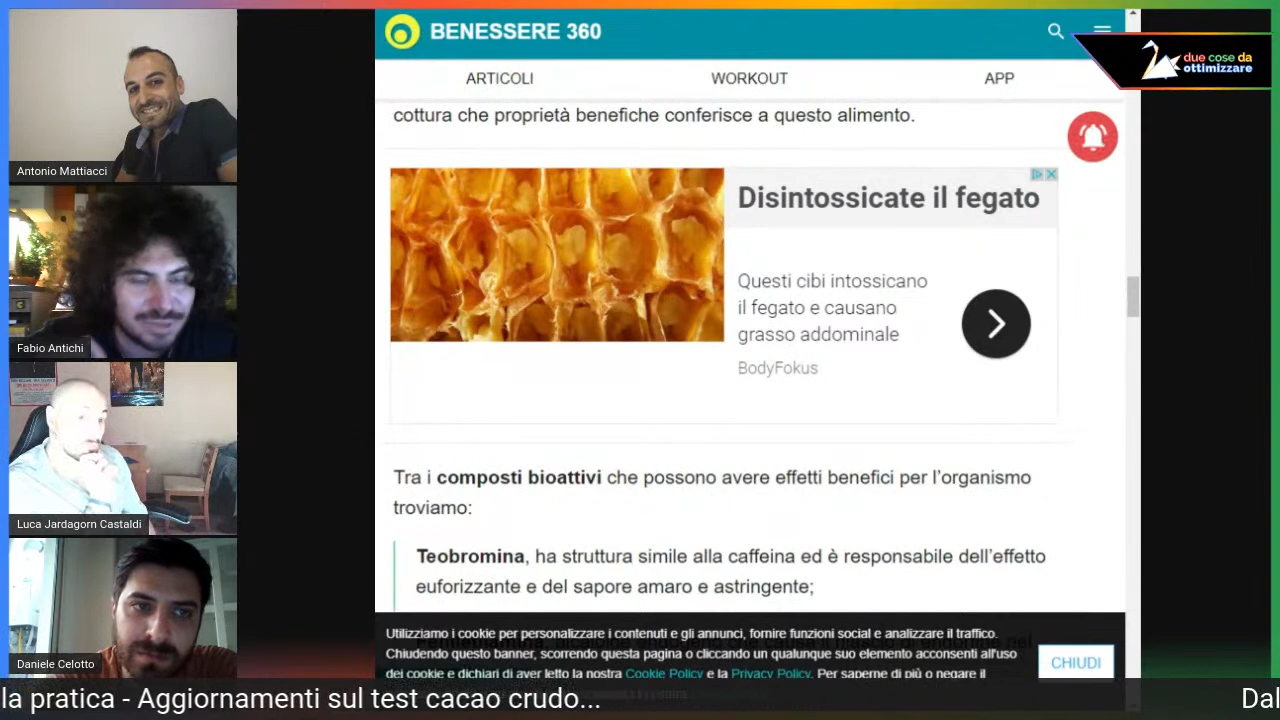 BENESSERE 360
due cose da
ottimizzare
ARTICOLI
WORKOUT
APP
cottura che proprietà benefiche conferisce a questo alimento.
Disintossicate il fegato
Questi cibi intossicano
il fegato e causano
grasso addominale
BodyFokus
Tra i composti bioattivi che possono avere effetti benefici per l'organismo
troviamo:
Teobromina, ha struttura simile alla caffeina ed è responsabile dell'effetto
euforizzante e del sapore amaro e astringente;
Utilizziamo i cookie per personalizzare i contenuti e gli annunci, fornire funzioni social e analizzare il traffico.
Chiudendo questo banner, scorrendo questa pagina o cliccando un qualunque suo elemento acconsenti all'uso
dei cookie e dichiari di aver letto la nostra Cookie Policy e la Privacy Policy. Per saperne di più o negare il
CHIUDI
Antonio Mattiacci
Fabio Antichi
Luca Jardagorn Castaldi
Daniele Celotto
la pratica - Aggiornamenti sul test cacao crudo...
Dal